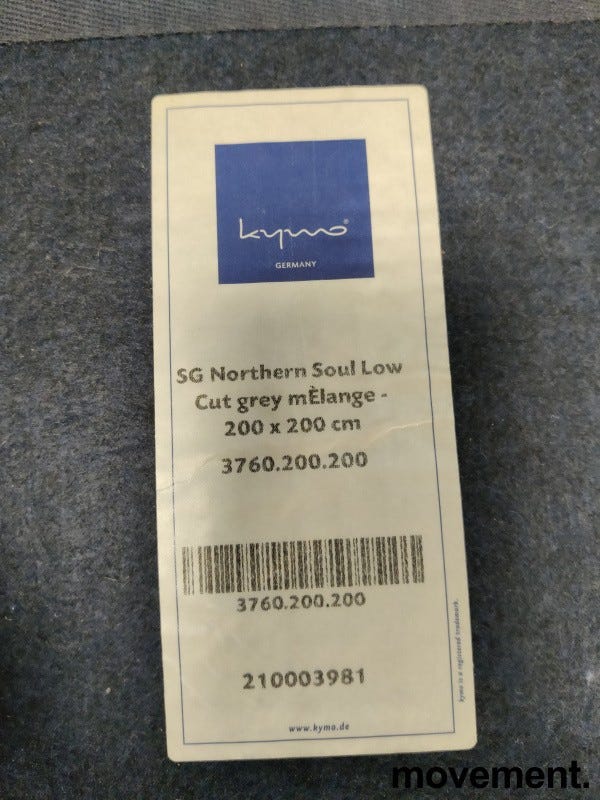 kymo®
GERMANY
SG Northern Soul Low
Cut grey mÈlange -
200 x 200 cm
3760.200.200
3760.200.200
210003981
www.kymo.de
kymo is a registered trademark.
movement.